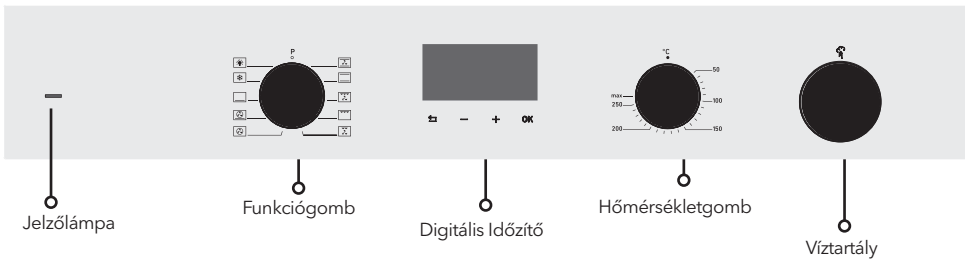 P
°C
50
100
150
200
250
max
− + OK
Jelzőlámpa
Funkciógomb
Digitális Időzítő
Hőmérsékletgomb
Víztartály